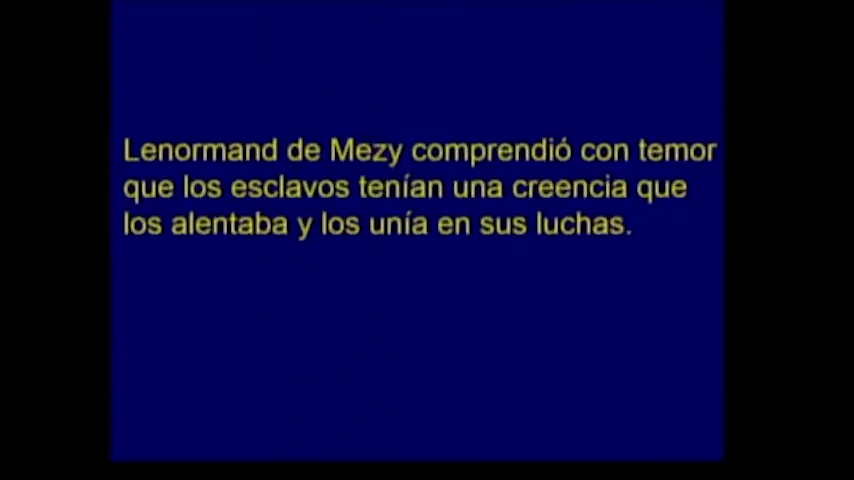 Lenormand de Mezy comprendió con temor
que los esclavos tenían una creencia que
los alentaba y los unía en sus luchas.